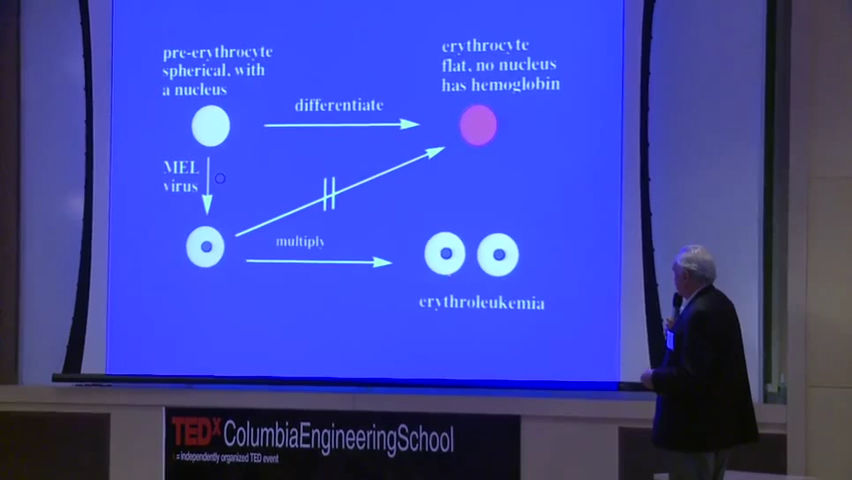 pre-erythrocyte
spherical, with
a nucleus
erythrocyte
flat, no nucleus
has hemoglobin
differentiate
MEL
virus
multiply
erythroleukemia
TEDx ColumbiaEngineeringSchool
x = independently organized TED event